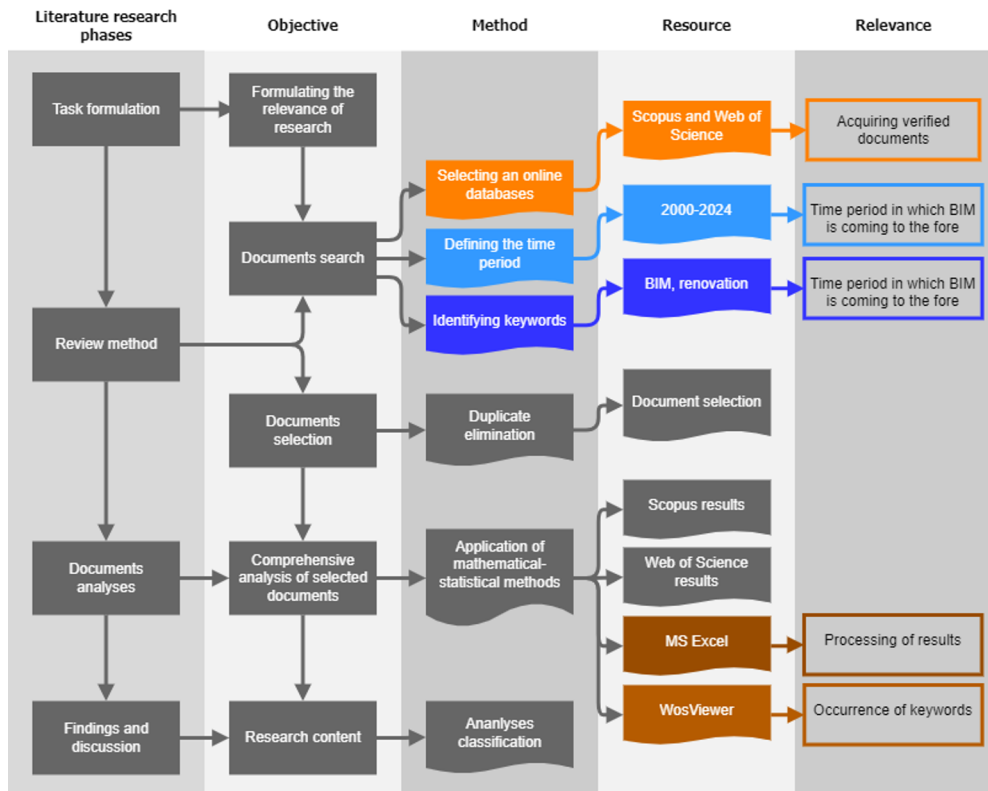 Literature research
phases
Objective
Method
Resource
Relevance
Task formulation
Formulating the
relevance of
research
Scopus and Web of
Science
Acquiring verified
documents
Selecting an online
databases
2000-2024
Time period in which BIM
is coming to the fore
Documents search
Defining the time
period
BIM, renovation
Time period in which BIM
is coming to the fore
Identifying keywords
Review method
Documents
selection
Duplicate
elimination
Document selection
Scopus results
Documents
analyses
Comprehensive
analysis of selected
documents
Application of
mathematical-
statistical methods
Web of Science
results
MS Excel
Processing of results
WosViewer
Occurrence of keywords
Findings and
discussion
Research content
Ananlyses
classification